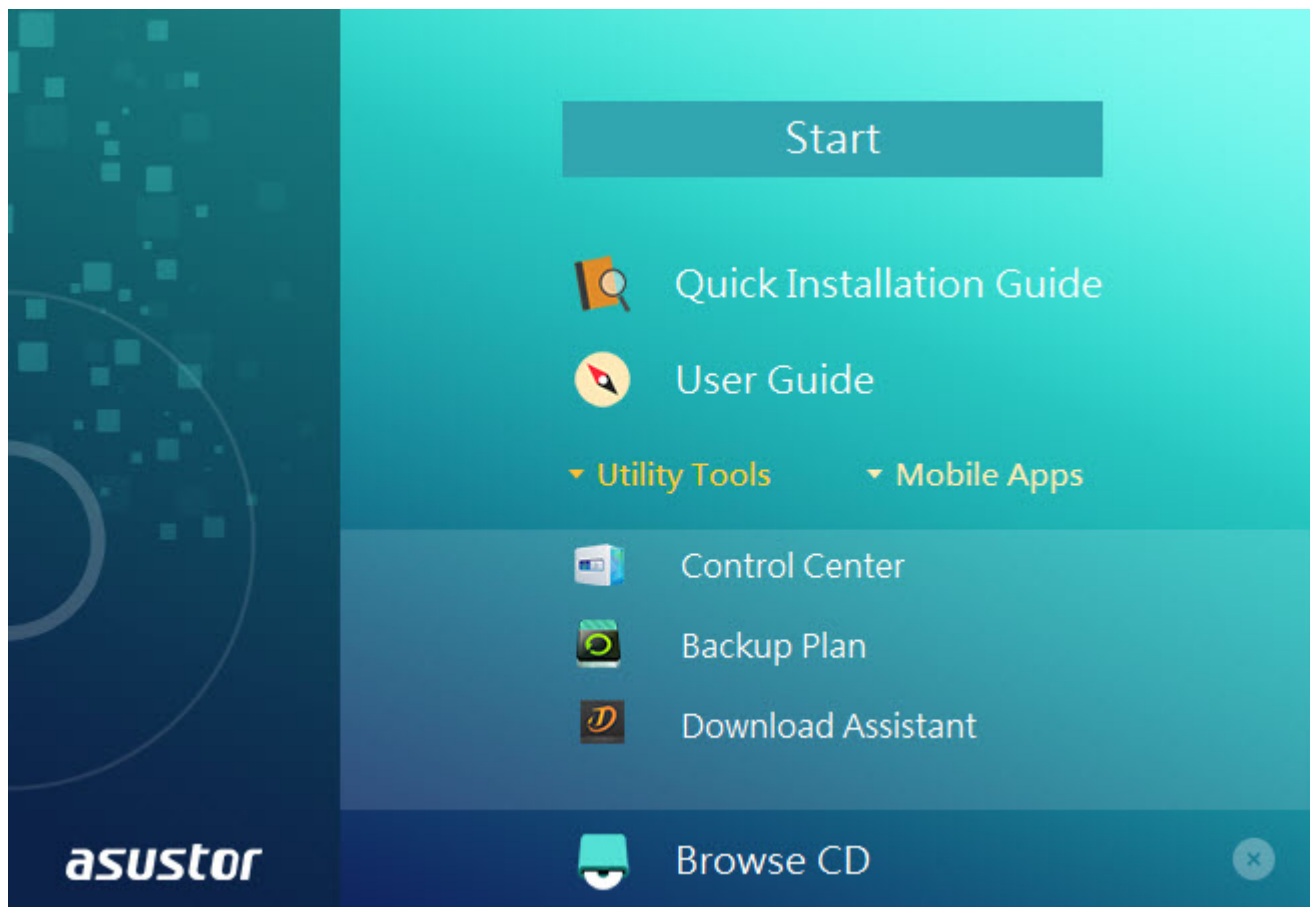 Start
Quick Installation Guide
User Guide
Utility Tools
Mobile Apps
Control Center
Backup Plan
Download Assistant
asustor
Browse CD